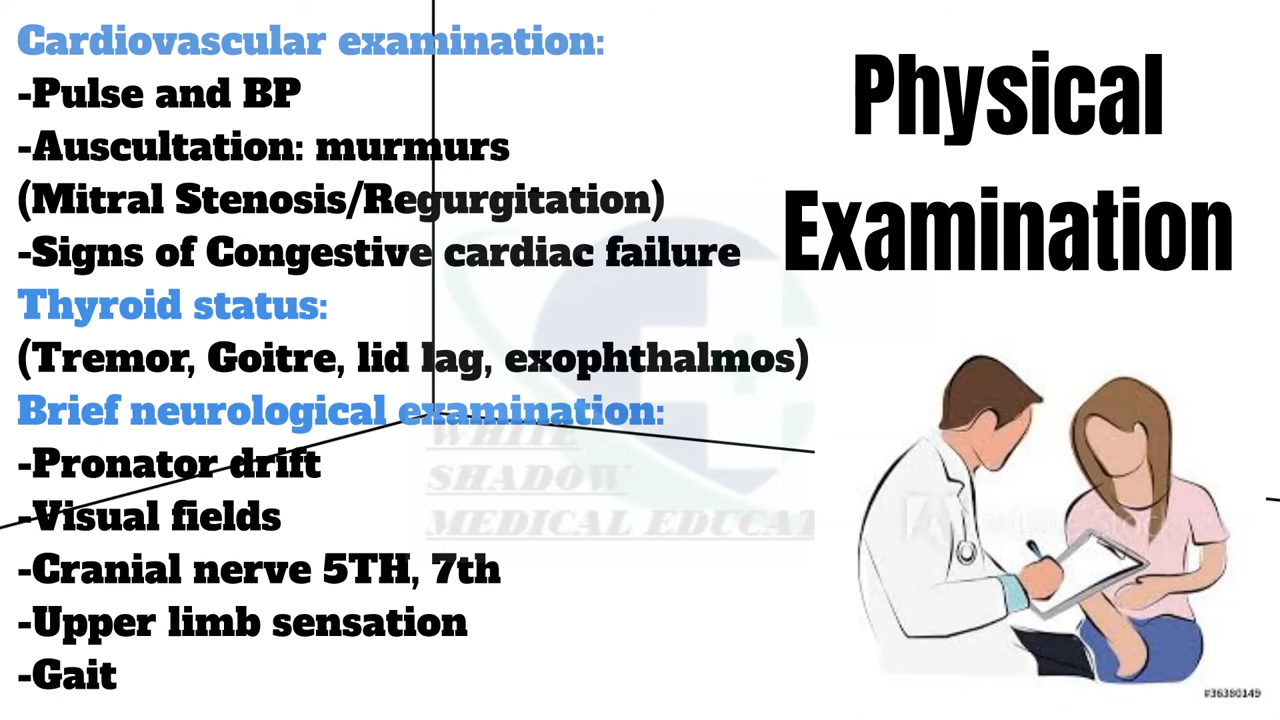 Cardiovascular examination:
-Pulse and BP
-Auscultation: murmurs
(Mitral Stenosis/Regurgitation)
-Signs of Congestive cardiac failure
Thyroid status:
(Tremor, Goitre, lid lag, exophthalmos)
Brief neurological examination:
-Pronator drift
-Visual fields
-Cranial nerve 5TH, 7th
-Upper limb sensation
-Gait
Physical
Examination
WHITE
SHADOW
MEDICAL EDUCAT
#36380149